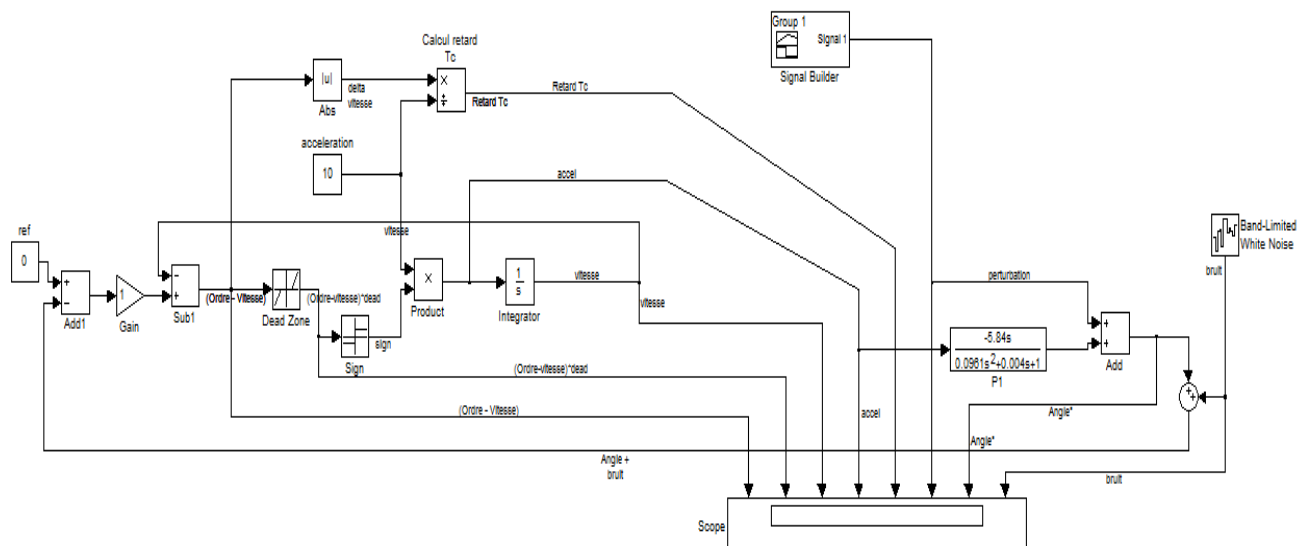 Group 1
Signal 1
Signal Builder
Calcul retard
Tc
|u|
Abs
delta
vitesse
×
÷
Retard Tc
Retard Tc
acceleration
10
accel
vitesse
ref
0
+
−
Add1
1
Gain
−
+
Sub1
(Ordre - Vitesse)
Dead Zone
(Ordre-vitesse)*dead
Sign
sign
×
Product
1
s
Integrator
vitesse
vitesse
(Ordre-vitesse)*dead
(Ordre - Vitesse)
accel
perturbation
-5.84s
0.0961s²+0.004s+1
P1
+
+
Add
Band-Limited
White Noise
bruit
+
+
Angle*
Angle*
Angle +
bruit
bruit
Scope